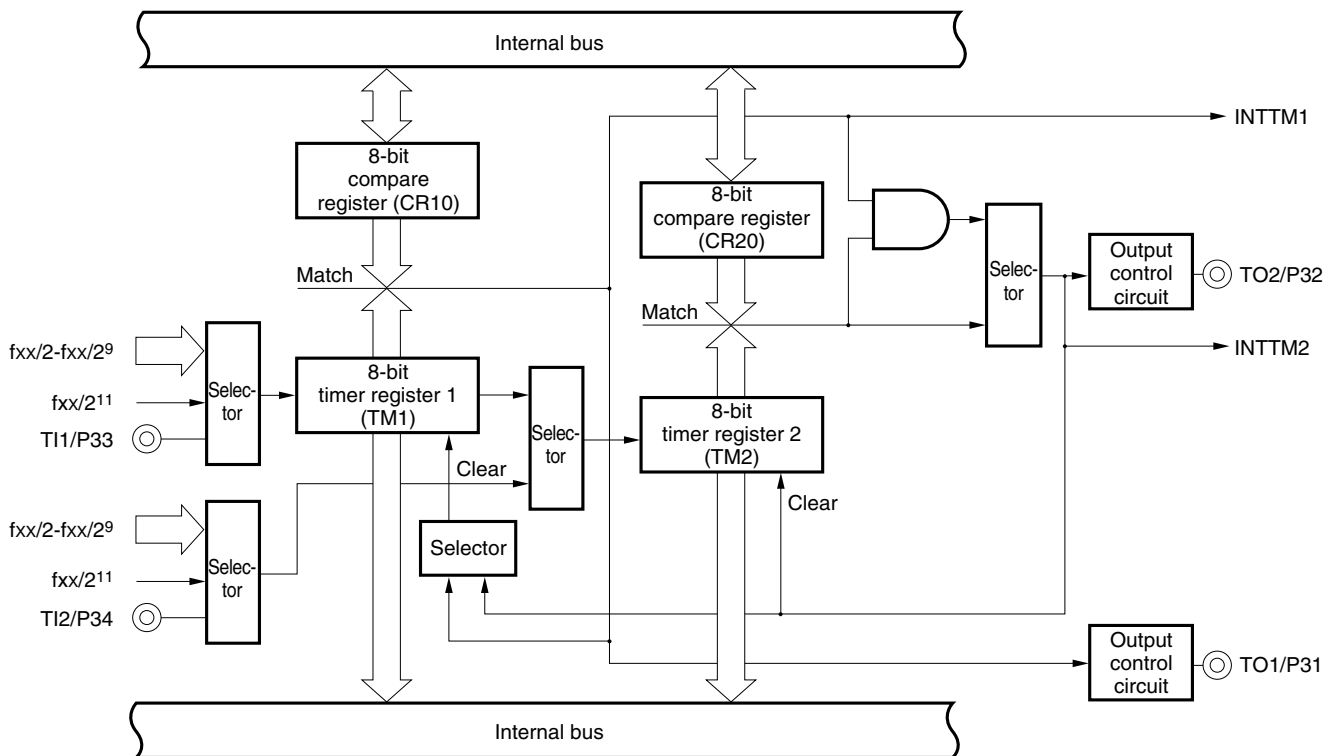 Internal bus
INTTM1
8-bit
compare
register (CR10)
8-bit
compare register
(CR20)
Selec-
tor
Output
control
circuit
TO2/P32
Match
Match
INTTM2
fxx/2-fxx/2⁹
fxx/2¹¹
TI1/P33
Selec-
tor
8-bit
timer register 1
(TM1)
Selec-
tor
8-bit
timer register 2
(TM2)
Clear
Clear
fxx/2-fxx/2⁹
fxx/2¹¹
TI2/P34
Selec-
tor
Selector
Output
control
circuit
TO1/P31
Internal bus